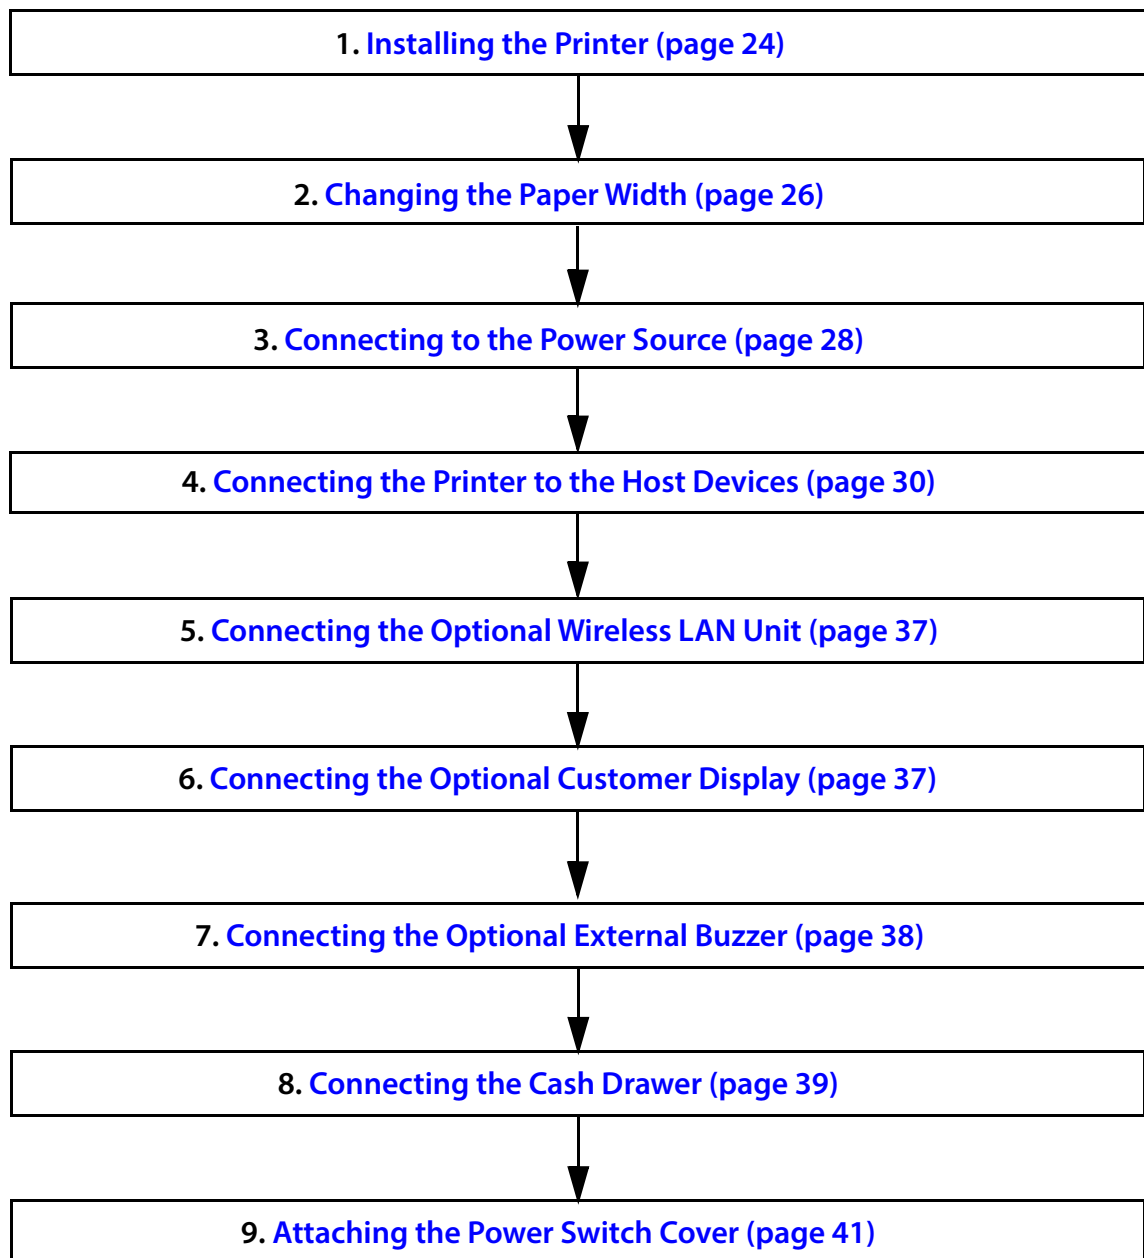 1. Installing the Printer (page 24)
2. Changing the Paper Width (page 26)
3. Connecting to the Power Source (page 28)
4. Connecting the Printer to the Host Devices (page 30)
5. Connecting the Optional Wireless LAN Unit (page 37)
6. Connecting the Optional Customer Display (page 37)
7. Connecting the Optional External Buzzer (page 38)
8. Connecting the Cash Drawer (page 39)
9. Attaching the Power Switch Cover (page 41)